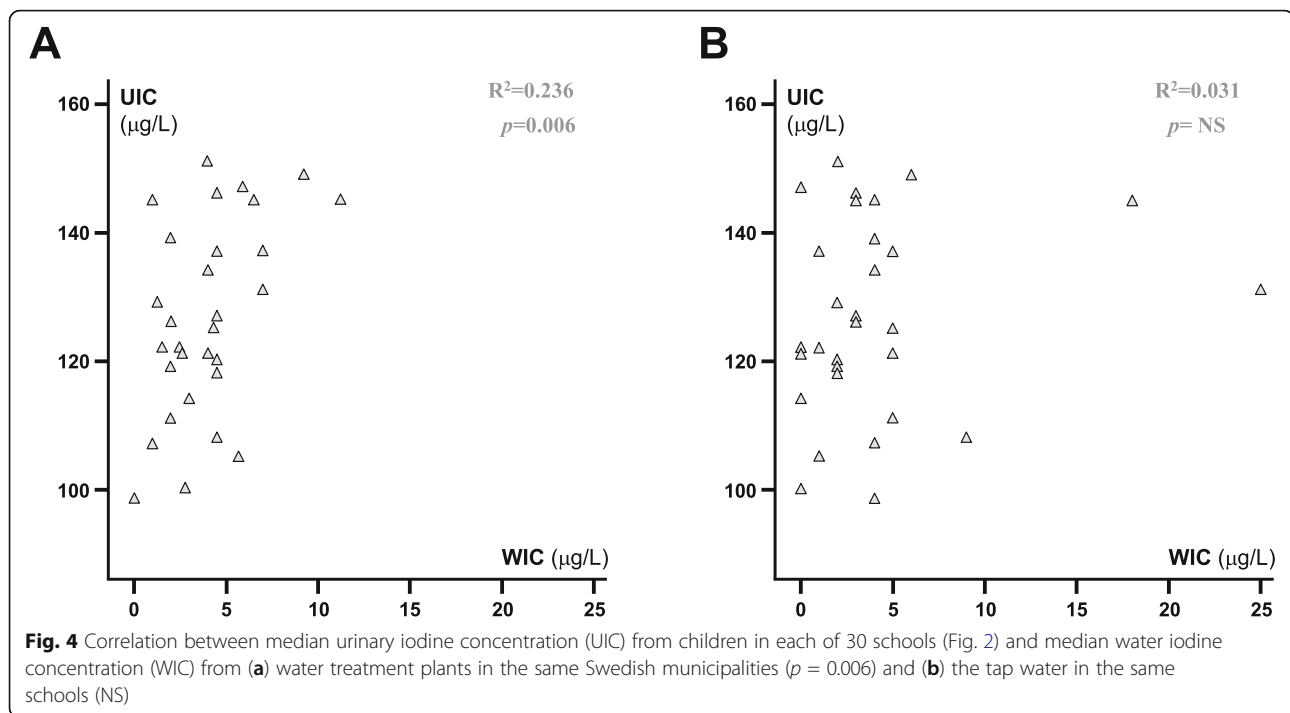 A
B
UIC
(μg/L)
R²=0.236
p=0.006
160
140
120
100
WIC (μg/L)
0 5 10 15 20 25
UIC
(μg/L)
R²=0.031
p= NS
160
140
120
100
WIC (μg/L)
0 5 10 15 20 25
Fig. 4 Correlation between median urinary iodine concentration (UIC) from children in each of 30 schools (Fig. 2) and median water iodine
concentration (WIC) from (a) water treatment plants in the same Swedish municipalities (p = 0.006) and (b) the tap water in the same
schools (NS)